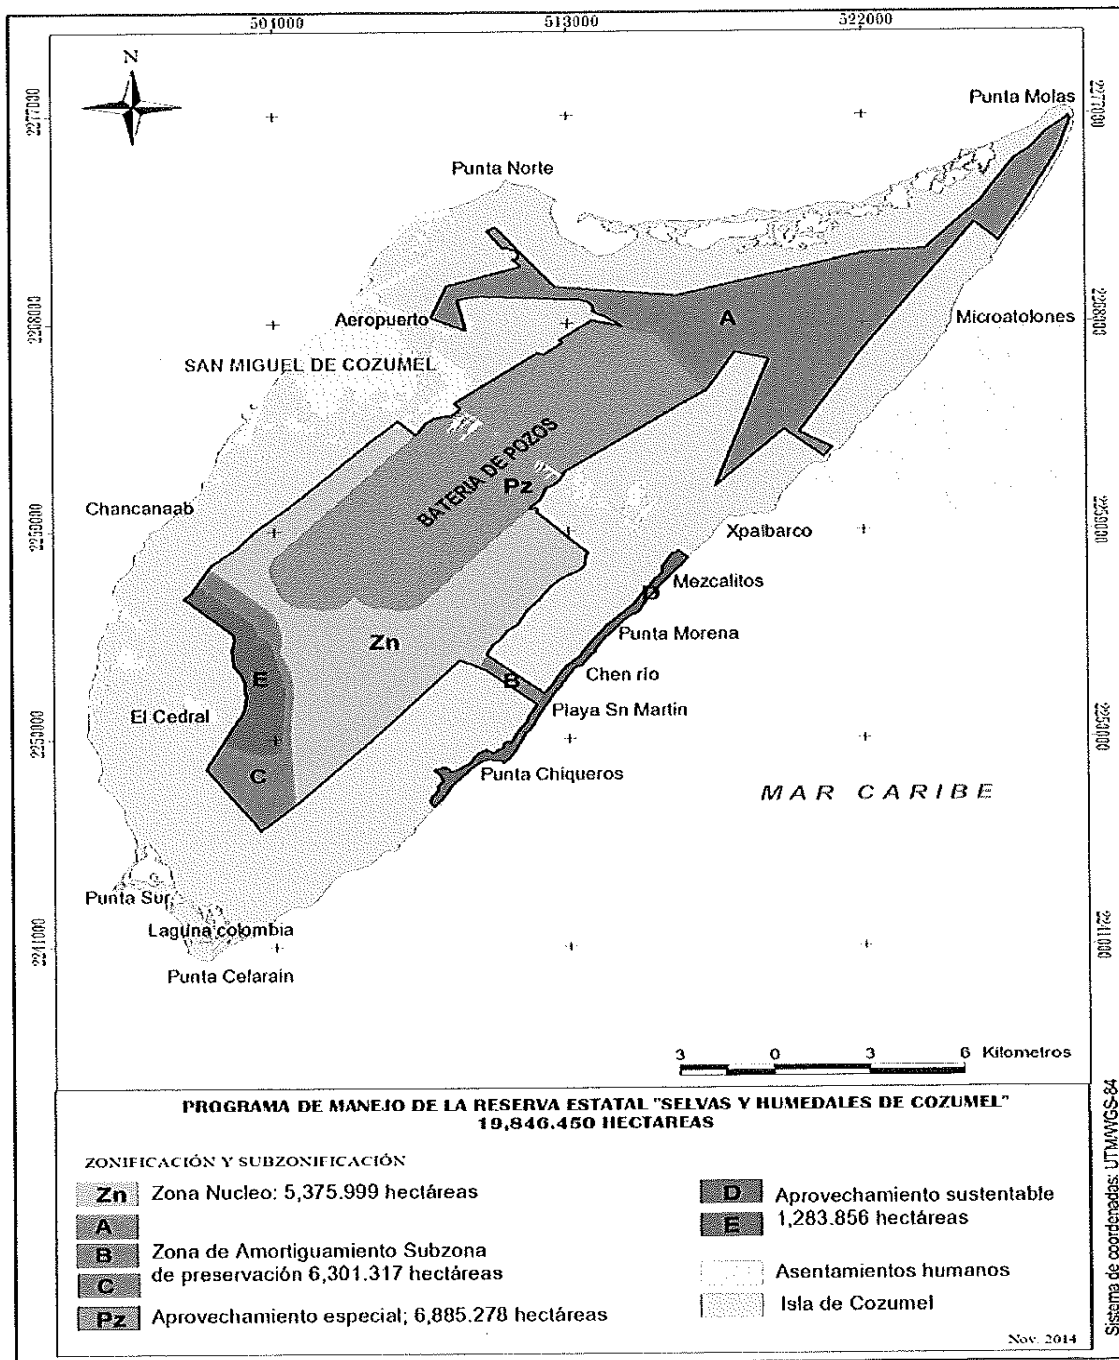 501000 513000 522000
N
2277000
2277000
Punta Molas
Punta Norte
2268000
2268000
Aeropuerto
A
Microatolones
SAN MIGUEL DE COZUMEL
BATERIA DE POZOS
Pz
Chancanaab
Xpalbarco
Mezcalitos
D
Punta Morena
Zn
Chen río
E
B
El Cedral
Playa Sn Martin
2250000
2250000
C
Punta Chiqueros
MAR CARIBE
Punta Sur
Laguna colombia
2241000
2241000
Punta Celarain
3 0 3 6 Kilometros
PROGRAMA DE MANEJO DE LA RESERVA ESTATAL "SELVAS Y HUMEDALES DE COZUMEL"
19,846.450 HECTAREAS
ZONIFICACIÓN Y SUBZONIFICACIÓN
Zn Zona Nucleo: 5,375.999 hectáreas
A
B Zona de Amortiguamiento Subzona
C de preservación 6,301.317 hectáreas
Pz Aprovechamiento especial; 6,885.278 hectáreas
D Aprovechamiento sustentable
E 1,283.856 hectáreas
Asentamientos humanos
Isla de Cozumel
Nov. 2014
Sistema de coordenadas: UTM/WGS-84